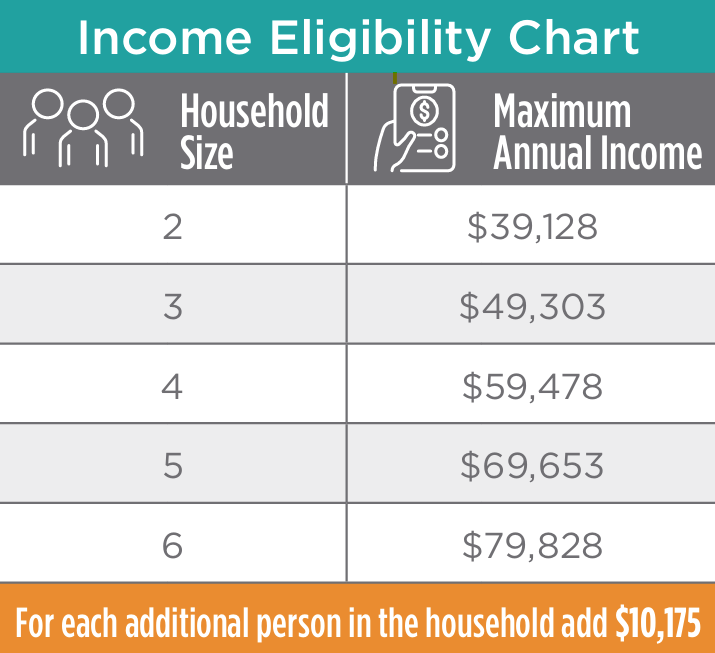 Income Eligibility Chart
Household
Size
$
Maximum
Annual Income
2 $39,128
3 $49,303
4 $59,478
5 $69,653
6 $79,828
For each additional person in the household add $10,175